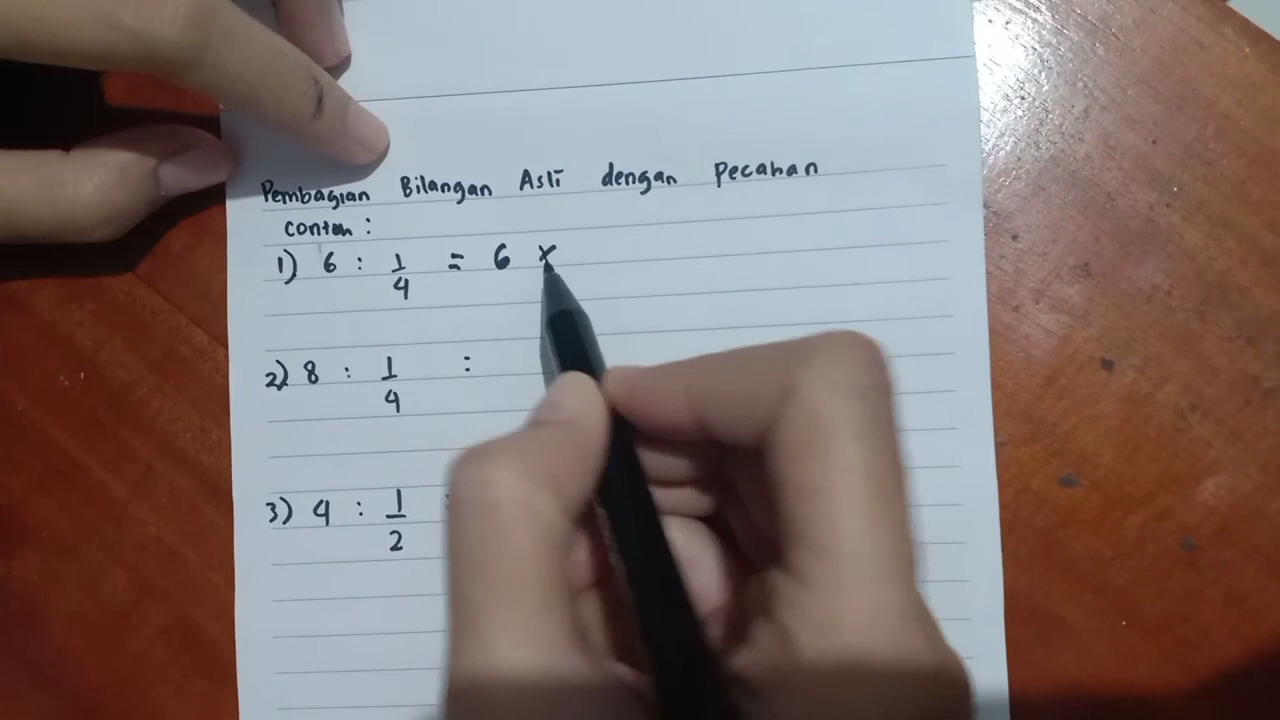 Pembagian Bilangan Asli dengan Pecahan
Contoh :
1) 6 : 1/4 = 6 x
2) 8 : 1/4 :
3) 4 : 1/2 :